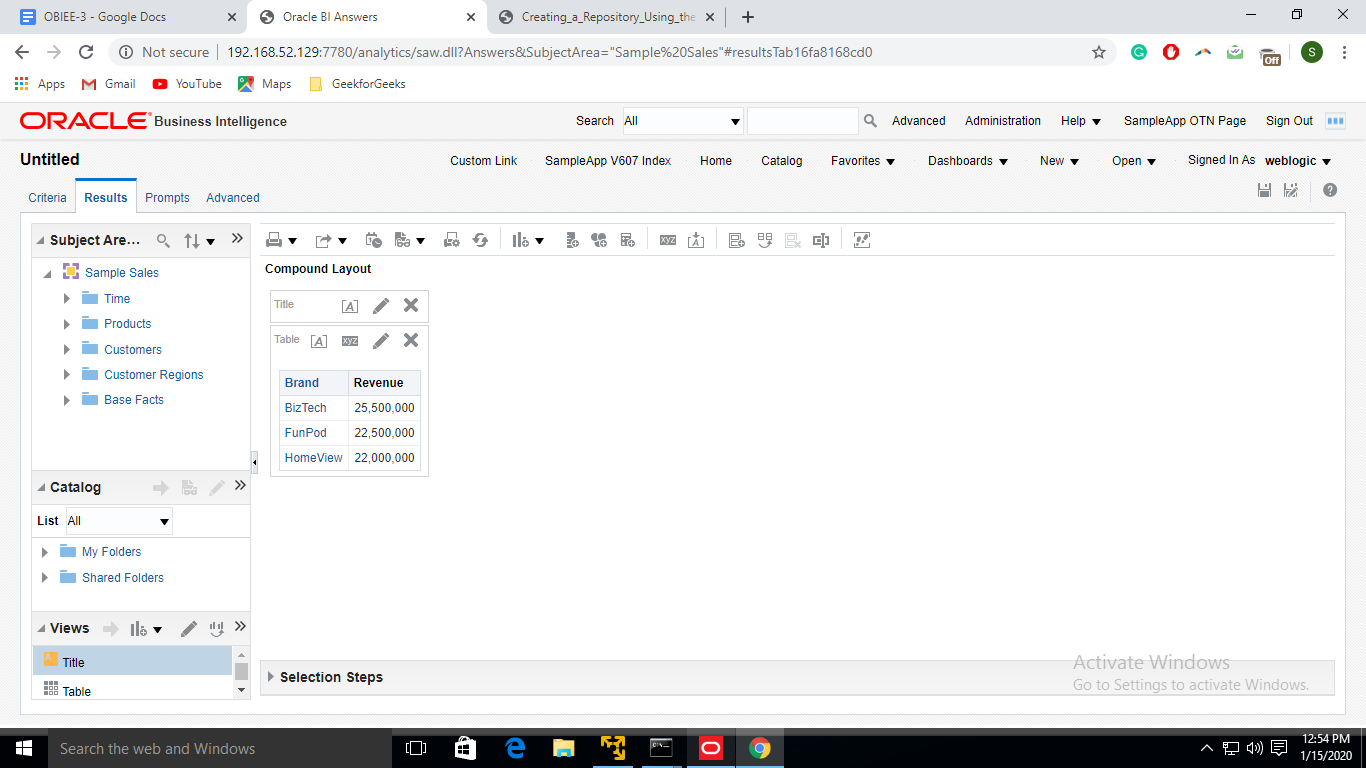 OBIEE-3 - Google Docs
Oracle BI Answers
Creating_a_Repository_Using_the
Not secure
192.168.52.129:7780/analytics/saw.dll?Answers&SubjectArea="Sample%20Sales"#resultsTab16fa8168cd0
Off
S
Apps
Gmail
YouTube
Maps
GeekforGeeks
ORACLE Business Intelligence
Search
All
Advanced
Administration
Help
SampleApp OTN Page
Sign Out
Untitled
Custom Link
SampleApp V607 Index
Home
Catalog
Favorites
Dashboards
New
Open
Signed In As weblogic
Criteria
Results
Prompts
Advanced
Subject Are...
Sample Sales
Time
Products
Customers
Customer Regions
Base Facts
Catalog
List All
My Folders
Shared Folders
Views
Title
Table
xyz
A
Compound Layout
Title
A
Table
A
xyz
Brand Revenue
BizTech 25,500,000
FunPod 22,500,000
HomeView 22,000,000
Selection Steps
Activate Windows
Go to Settings to activate Windows.
Search the web and Windows
12:54 PM
1/15/2020